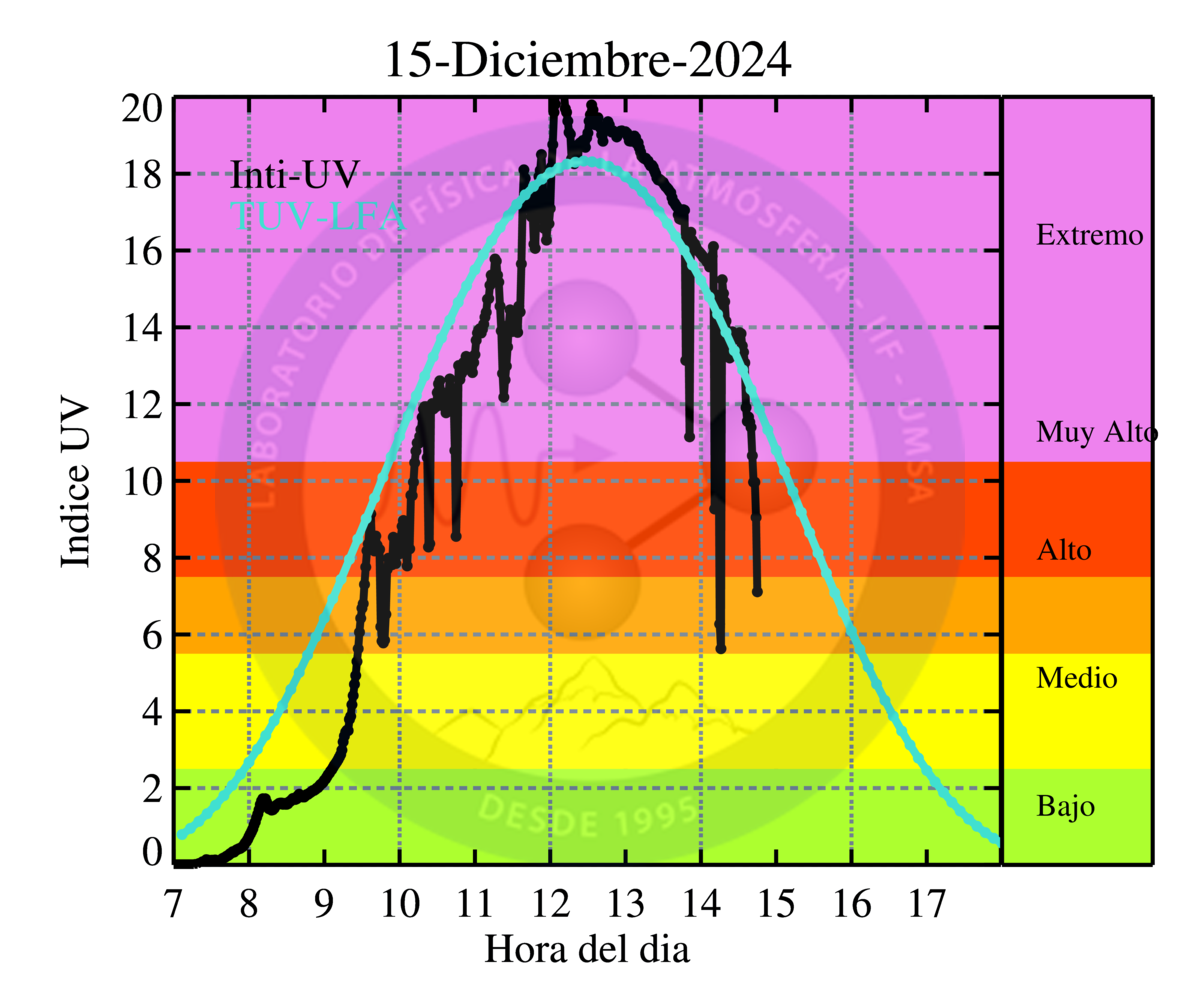 15-Diciembre-2024
20
18
16
14
12
10
8
6
4
2
0
Indice UV
Inti-UV
TUV-LFA
LABORATORIO DE FÍSICA DE LA ATMÓSFERA - IIF - UMSA
DESDE 1995
Extremo
Muy Alto
Alto
Medio
Bajo
7 8 9 10 11 12 13 14 15 16 17
Hora del dia